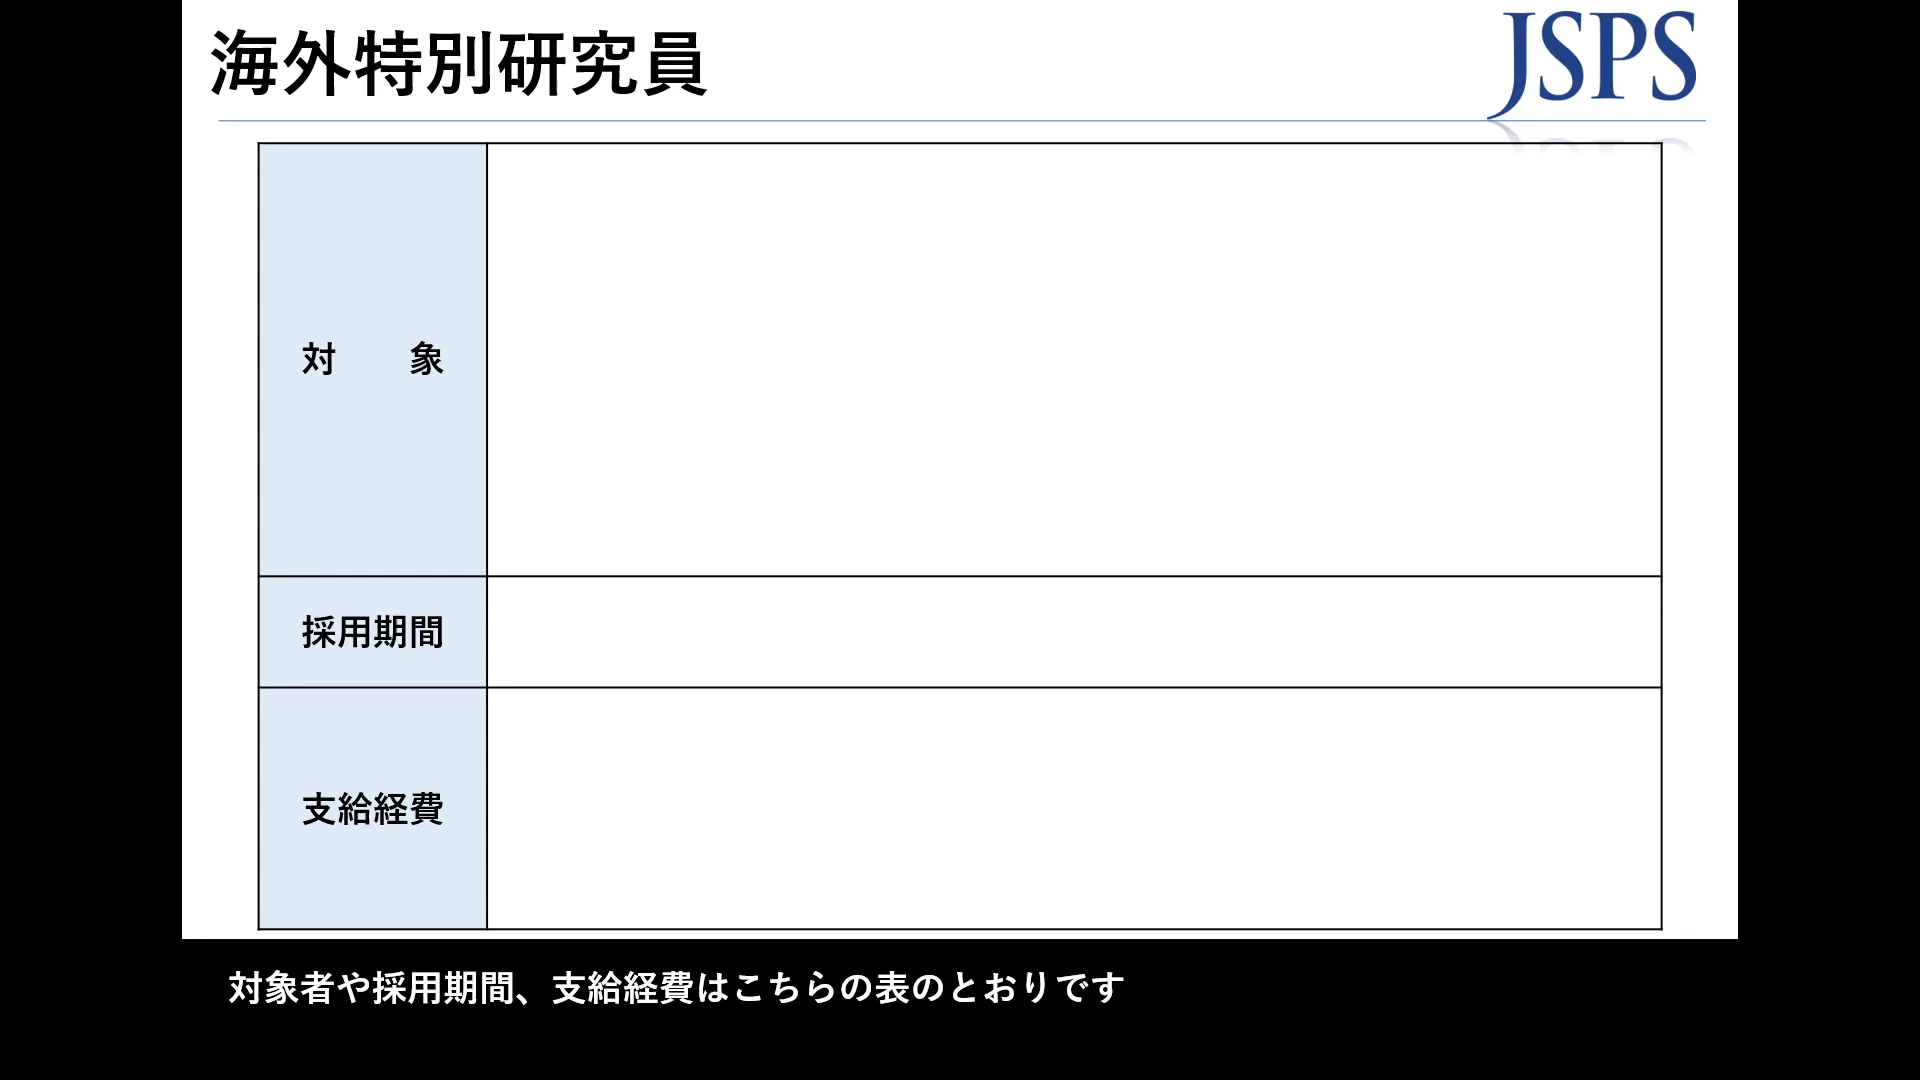 海外特別研究員
JSPS
対　　象
採用期間
支給経費
対象者や採用期間、支給経費はこちらの表のとおりです